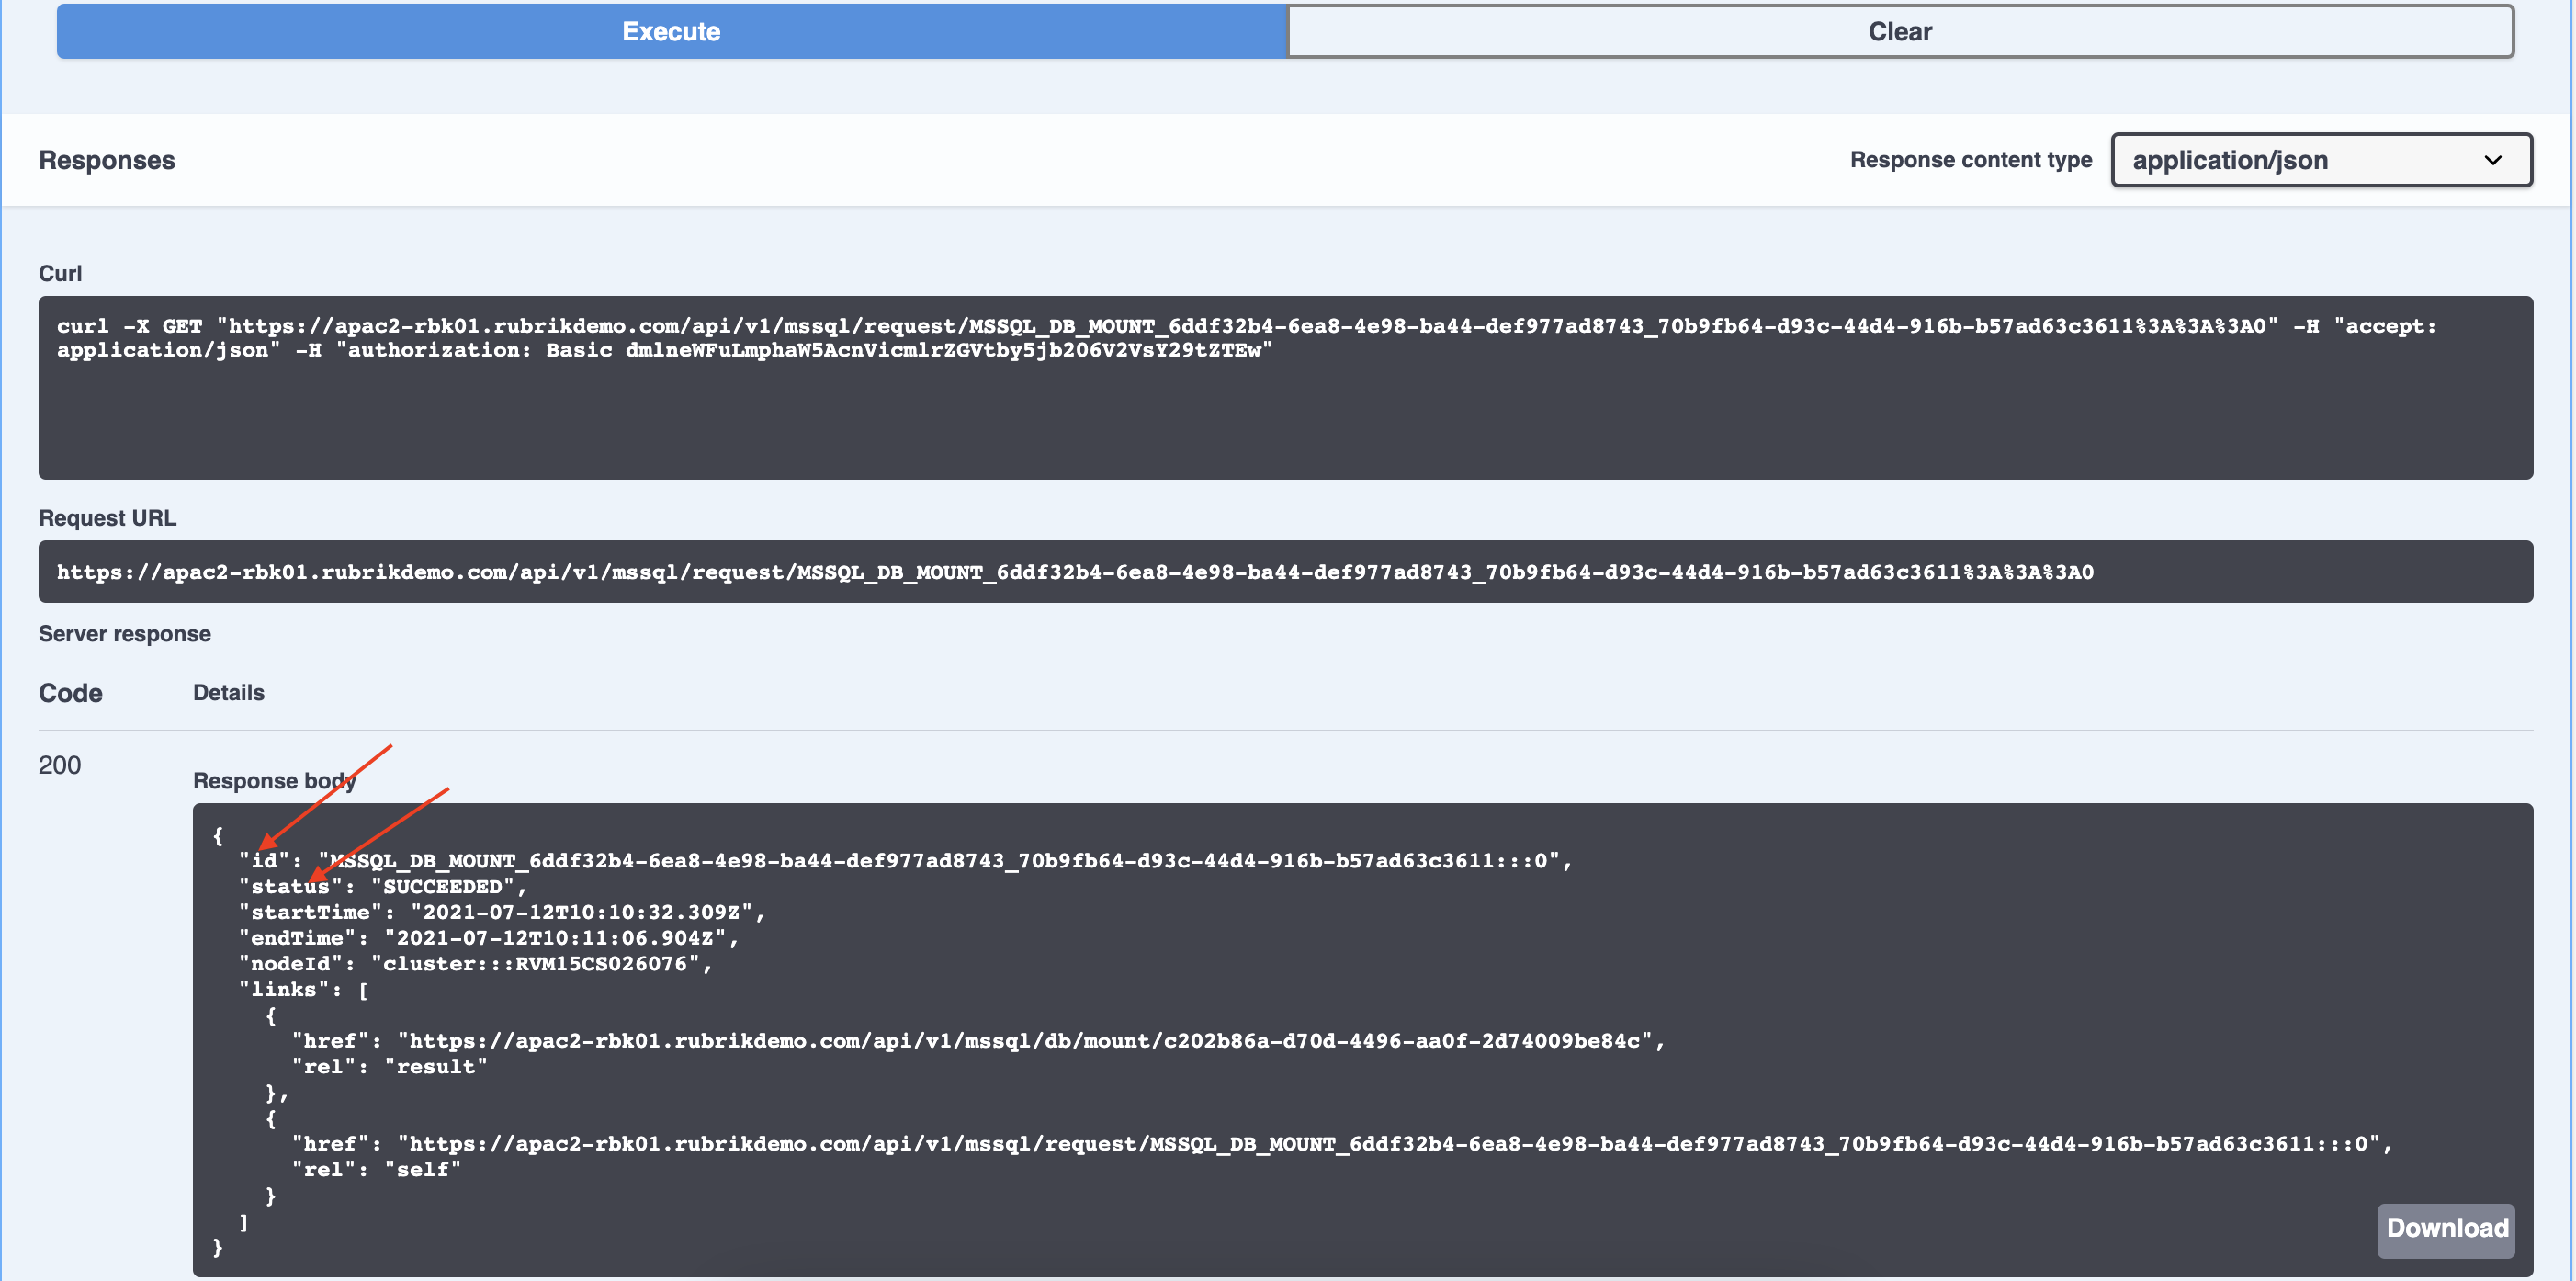 Execute
Clear
Responses
Response content type
application/json
Curl
curl -X GET "https://apac2-rbk01.rubrikdemo.com/api/v1/mssql/request/MSSQL_DB_MOUNT_6ddf32b4-6ea8-4e98-ba44-def977ad8743_70b9fb64-d93c-44d4-916b-b57ad63c3611%3A%3A%3A0" -H "accept:
application/json" -H "authorization: Basic dmlneWFuLmphaW5AcnVicmlrZGVtby5jb206V2VsY29tZTEw"
Request URL
https://apac2-rbk01.rubrikdemo.com/api/v1/mssql/request/MSSQL_DB_MOUNT_6ddf32b4-6ea8-4e98-ba44-def977ad8743_70b9fb64-d93c-44d4-916b-b57ad63c3611%3A%3A%3A0
Server response
Code
Details
200
Response body
{
"id": "MSSQL_DB_MOUNT_6ddf32b4-6ea8-4e98-ba44-def977ad8743_70b9fb64-d93c-44d4-916b-b57ad63c3611:::0",
"status": "SUCCEEDED",
"startTime": "2021-07-12T10:10:32.309Z",
"endTime": "2021-07-12T10:11:06.904Z",
"nodeId": "cluster:::RVM15CS026076",
"links": [
{
"href": "https://apac2-rbk01.rubrikdemo.com/api/v1/mssql/db/mount/c202b86a-d70d-4496-aa0f-2d74009be84c",
"rel": "result"
},
{
"href": "https://apac2-rbk01.rubrikdemo.com/api/v1/mssql/request/MSSQL_DB_MOUNT_6ddf32b4-6ea8-4e98-ba44-def977ad8743_70b9fb64-d93c-44d4-916b-b57ad63c3611:::0",
"rel": "self"
}
]
}
Download